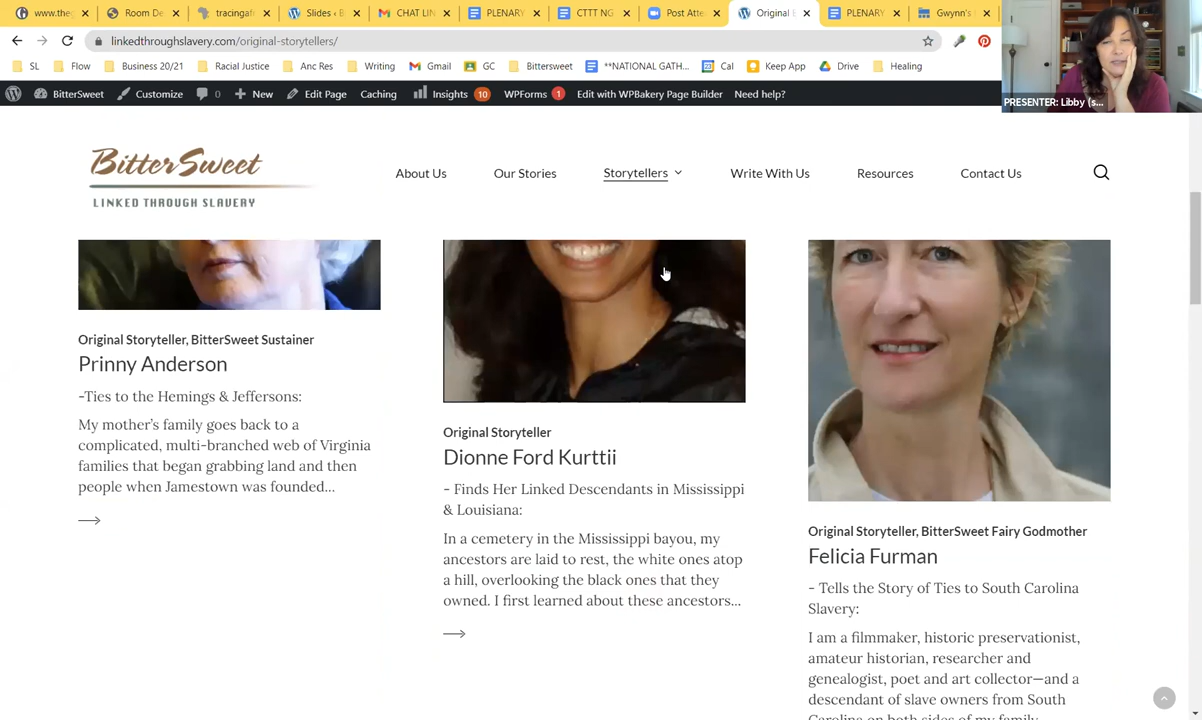 www.the
Room De
tracingaf
Slides ‹ B
CHAT LIN
PLENARY
CTTT NG
Post Atte
Original
PLENARY
Gwynn's
linkedthroughslavery.com/original-storytellers/
SL
Flow
Business 20/21
Racial Justice
Anc Res
Writing
Gmail
GC
Bittersweet
**NATIONAL GATH...
Cal
Keep App
Drive
Healing
BitterSweet
Customize
0
New
Edit Page
Caching
Insights 10
WPForms 1
Edit with WPBakery Page Builder
Need help?
PRESENTER: Libby (s...
BitterSweet
LINKED THROUGH SLAVERY
About Us
Our Stories
Storytellers
Write With Us
Resources
Contact Us
Original Storyteller, BitterSweet Sustainer
Prinny Anderson
-Ties to the Hemings & Jeffersons:
My mother's family goes back to a
complicated, multi-branched web of Virginia
families that began grabbing land and then
people when Jamestown was founded...
Original Storyteller
Dionne Ford Kurttii
- Finds Her Linked Descendants in Mississippi
& Louisiana:
In a cemetery in the Mississippi bayou, my
ancestors are laid to rest, the white ones atop
a hill, overlooking the black ones that they
owned. I first learned about these ancestors...
Original Storyteller, BitterSweet Fairy Godmother
Felicia Furman
- Tells the Story of Ties to South Carolina
Slavery:
I am a filmmaker, historic preservationist,
amateur historian, researcher and
genealogist, poet and art collector—and a
descendant of slave owners from South
Carolina on both sides of my family